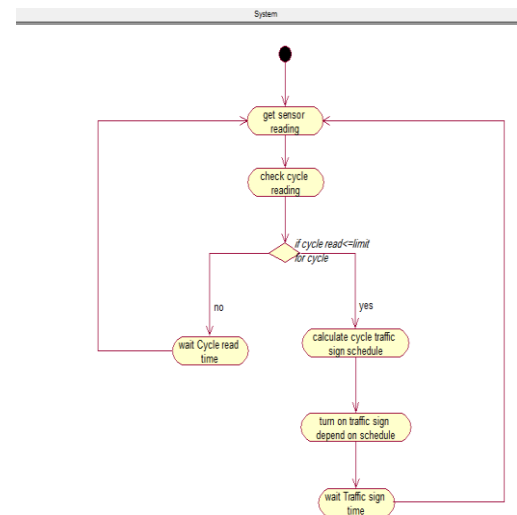 System
get sensor
reading
check cycle
reading
if cycle read<=limit
for cycle
no
yes
wait Cycle read
time
calculate cycle traffic
sign schedule
turn on traffic sign
depend on schedule
wait Traffic sign
time